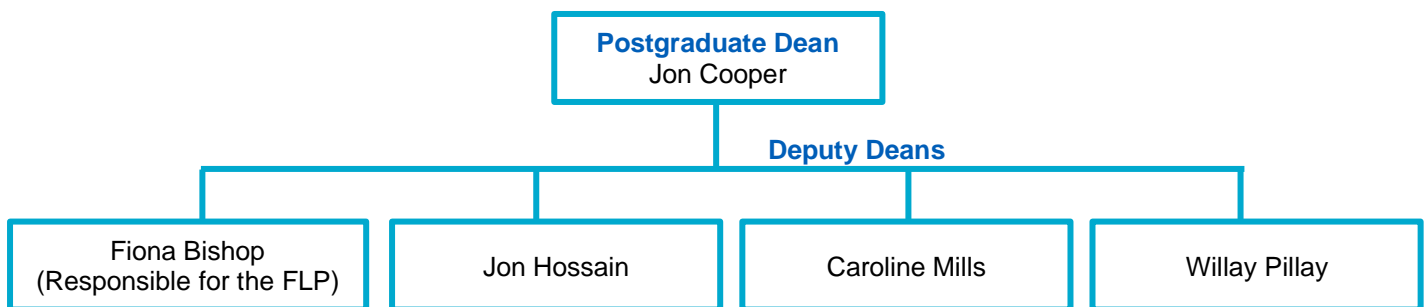 Postgraduate Dean
Jon Cooper
Deputy Deans
Fiona Bishop
(Responsible for the FLP)
Jon Hossain
Caroline Mills
Willay Pillay